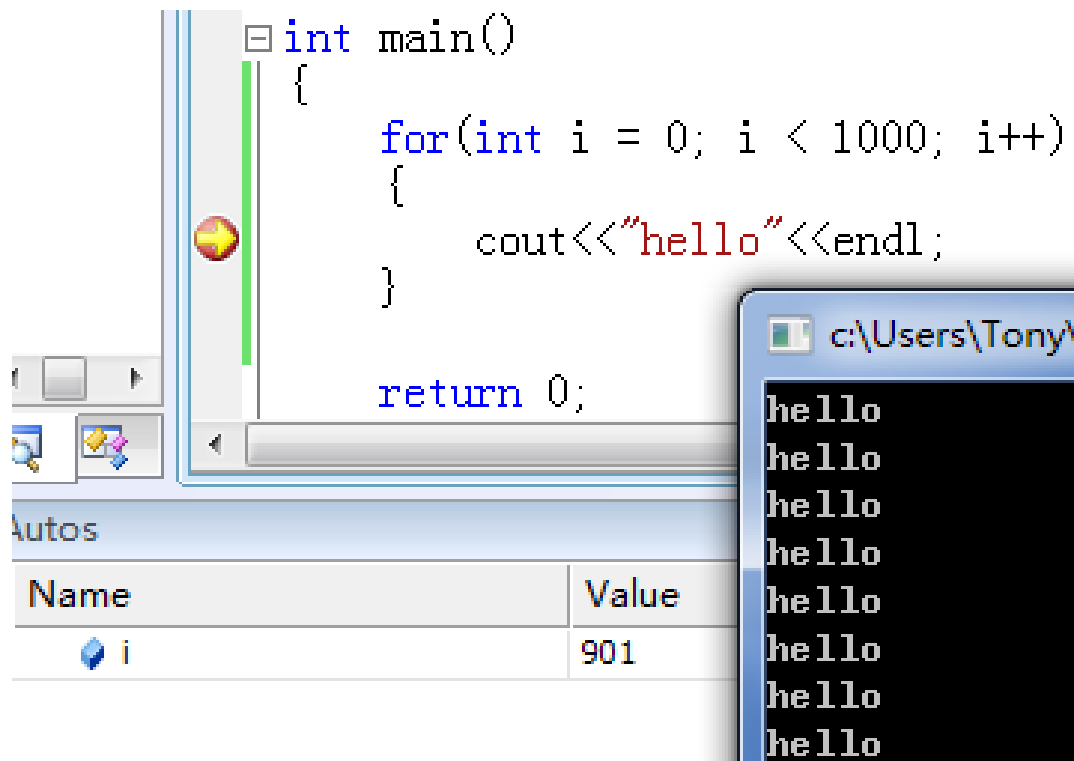 int main()
{
for(int i = 0; i < 1000; i++)
{
cout<<"hello"<<endl;
}
return 0;
c:\Users\Tony\
hello
hello
hello
hello
hello
hello
hello
hello
Autos
Name Value
i 901